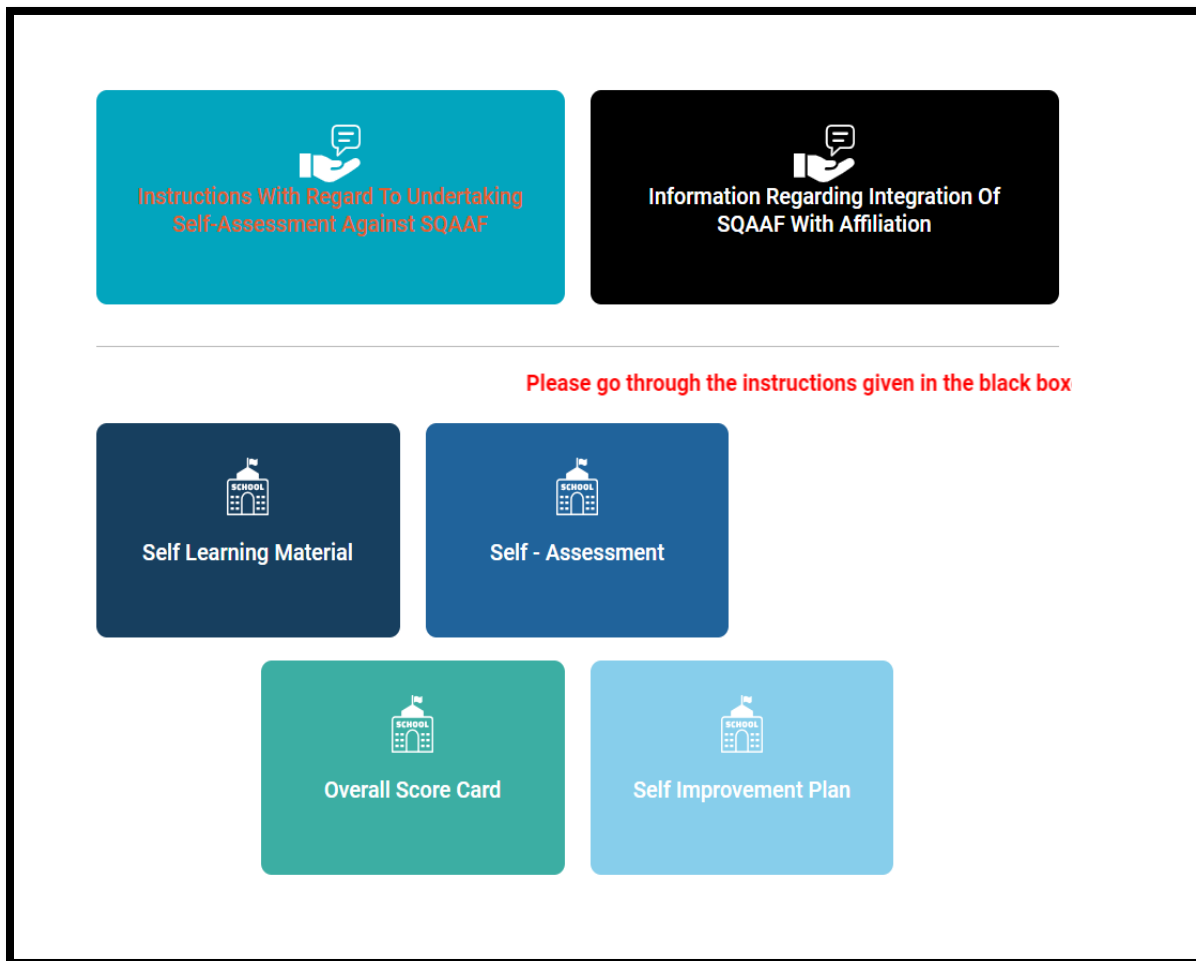 Instructions With Regard To Undertaking
Self-Assessment Against SQAAF
Information Regarding Integration Of
SQAAF With Affiliation
Please go through the instructions given in the black box
SCHOOL
Self Learning Material
SCHOOL
Self - Assessment
SCHOOL
Overall Score Card
SCHOOL
Self Improvement Plan